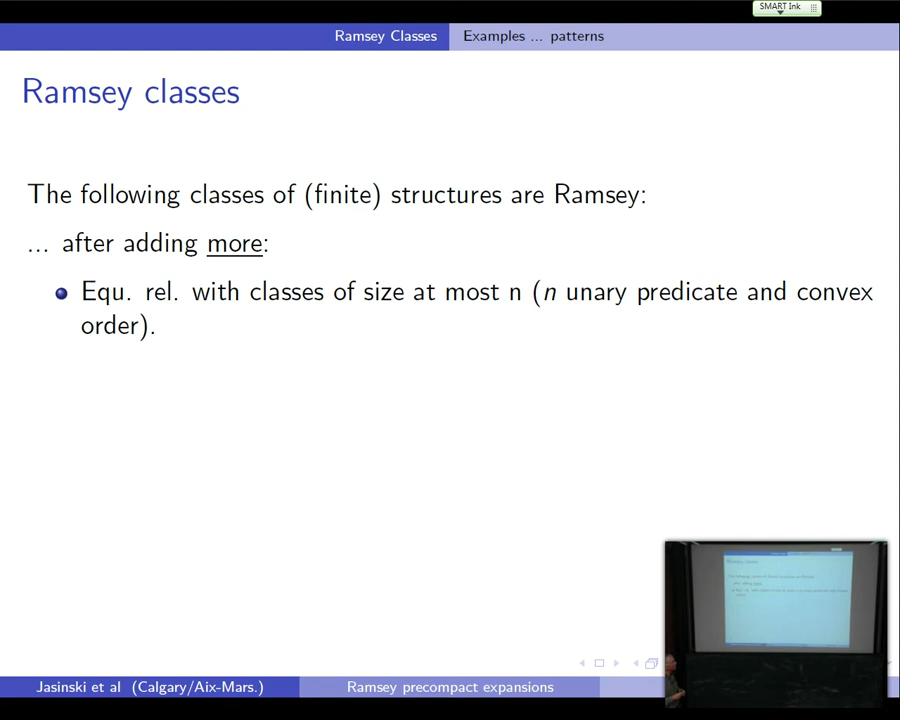 SMART Ink
Ramsey Classes
Examples ... patterns
Ramsey classes
The following classes of (finite) structures are Ramsey:
... after adding more:
Equ. rel. with classes of size at most n (n unary predicate and convex
order).
Jasinski et al (Calgary/Aix-Mars.)
Ramsey precompact expansions